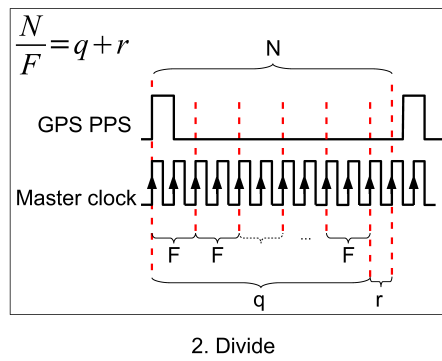 N/F = q + r
N
GPS PPS
Master clock
F F ... F
q r
2. Divide